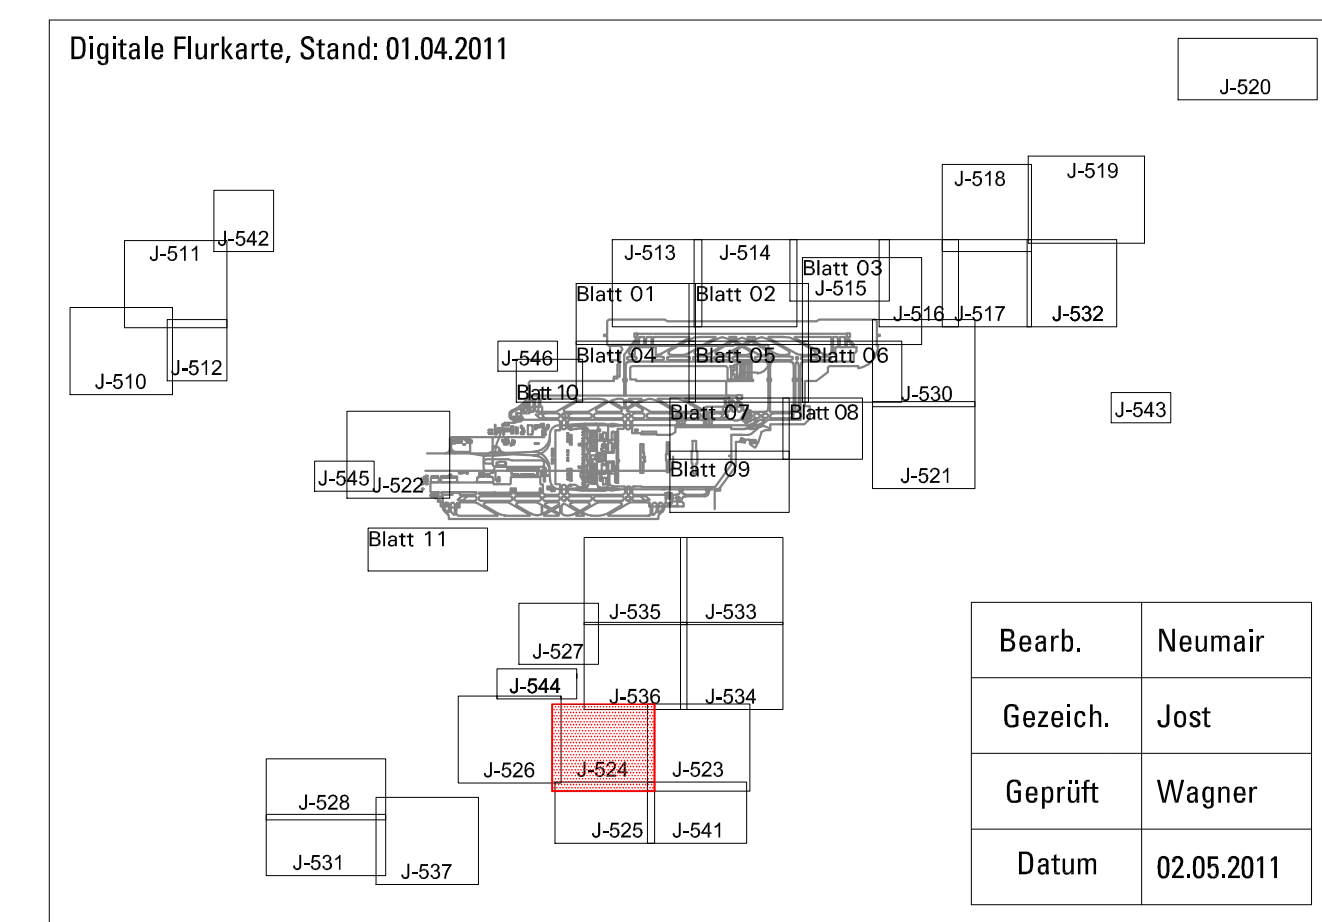 Digitale Flurkarte, Stand: 01.04.2011
J-520
J-519
J-518
J-542
J-511
J-513
J-514
Blatt 03
J-515
Blatt 01
Blatt 02
J-516
J-517
J-532
J-546
Blatt 04
Blatt 05
Blatt 06
J-512
J-510
Blatt 10
J-530
J-543
Blatt 07
Blatt 08
Blatt 09
J-545
J-522
J-521
Blatt 11
J-535
J-533
J-527
J-544
J-536
J-534
J-526
J-524
J-523
J-528
J-525
J-541
J-531
J-537
Bearb. Neumair
Gezeich. Jost
Geprüft Wagner
Datum 02.05.2011